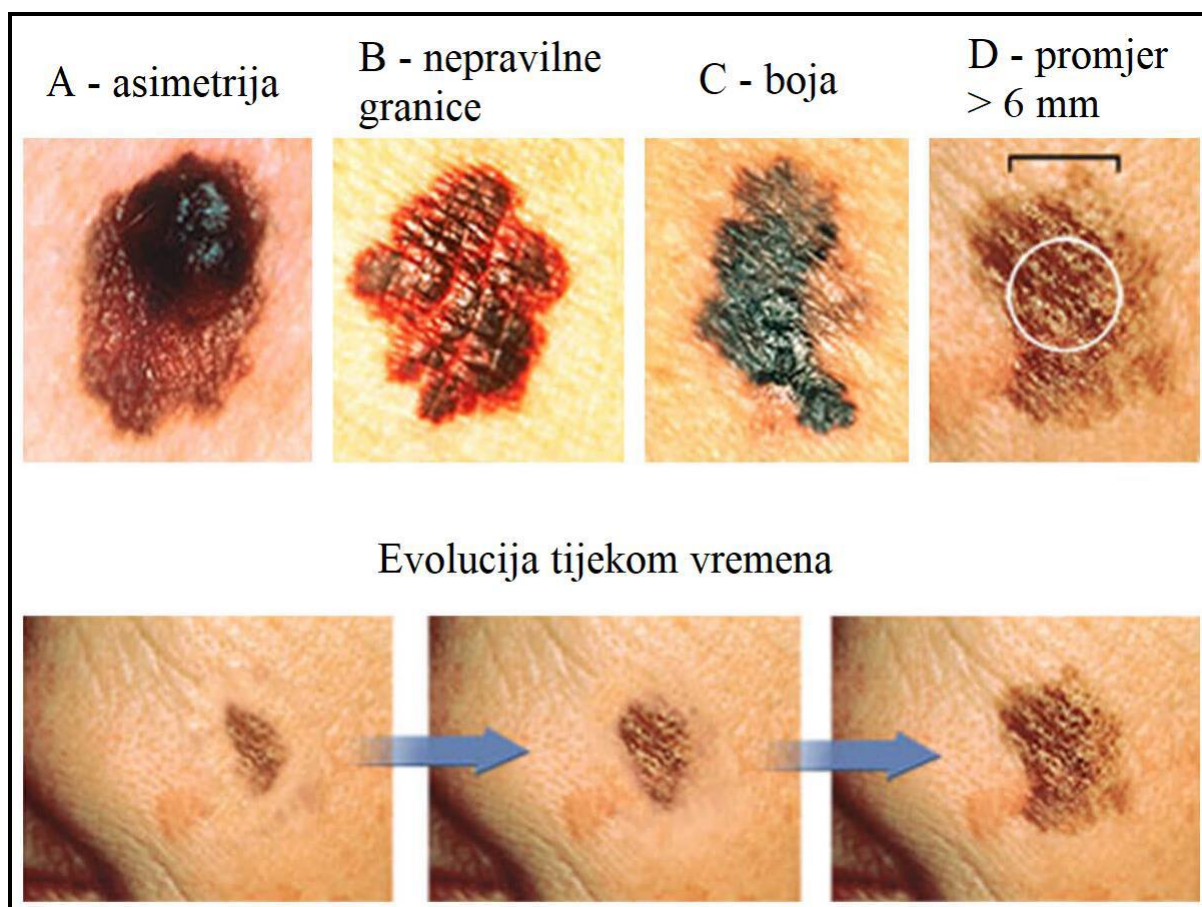 A - asimetrija
B - nepravilne
granice
C - boja
D - promjer
> 6 mm
Evolucija tijekom vremena